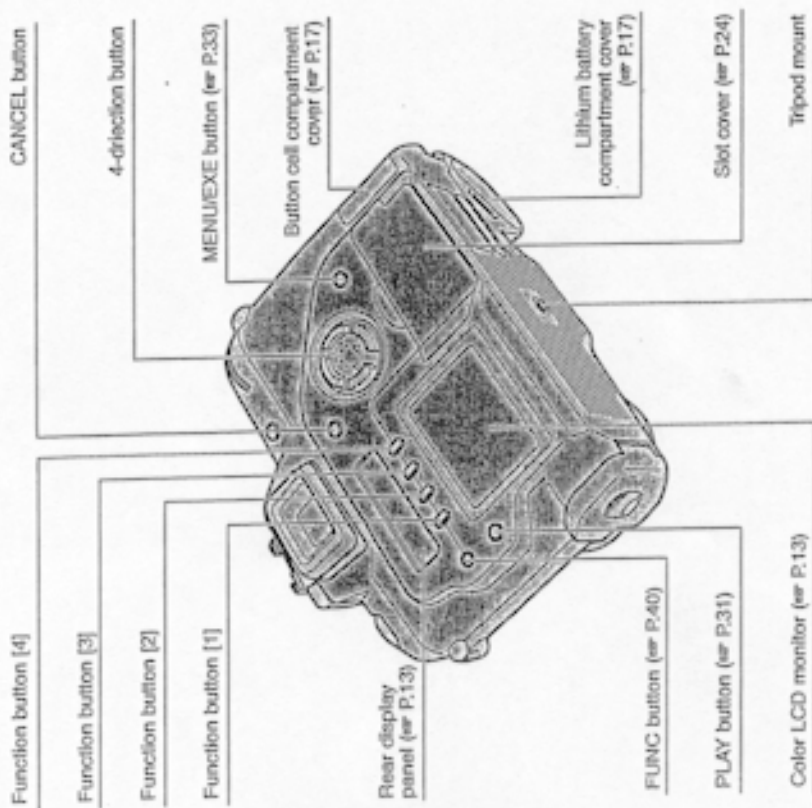 Function button [4]
Function button [3]
Function button [2]
Function button [1]
Rear display
panel (☞ P.13)
FUNC button (☞ P.40)
PLAY button (☞ P.31)
Color LCD monitor (☞ P.13)
CANCEL button
4-driection button
MENU/EXE button (☞ P.33)
Button cell compartment
cover (☞ P.17)
Lithium battery
compartment cover
(☞ P.17)
Slot cover (☞ P.24)
Tripod mount